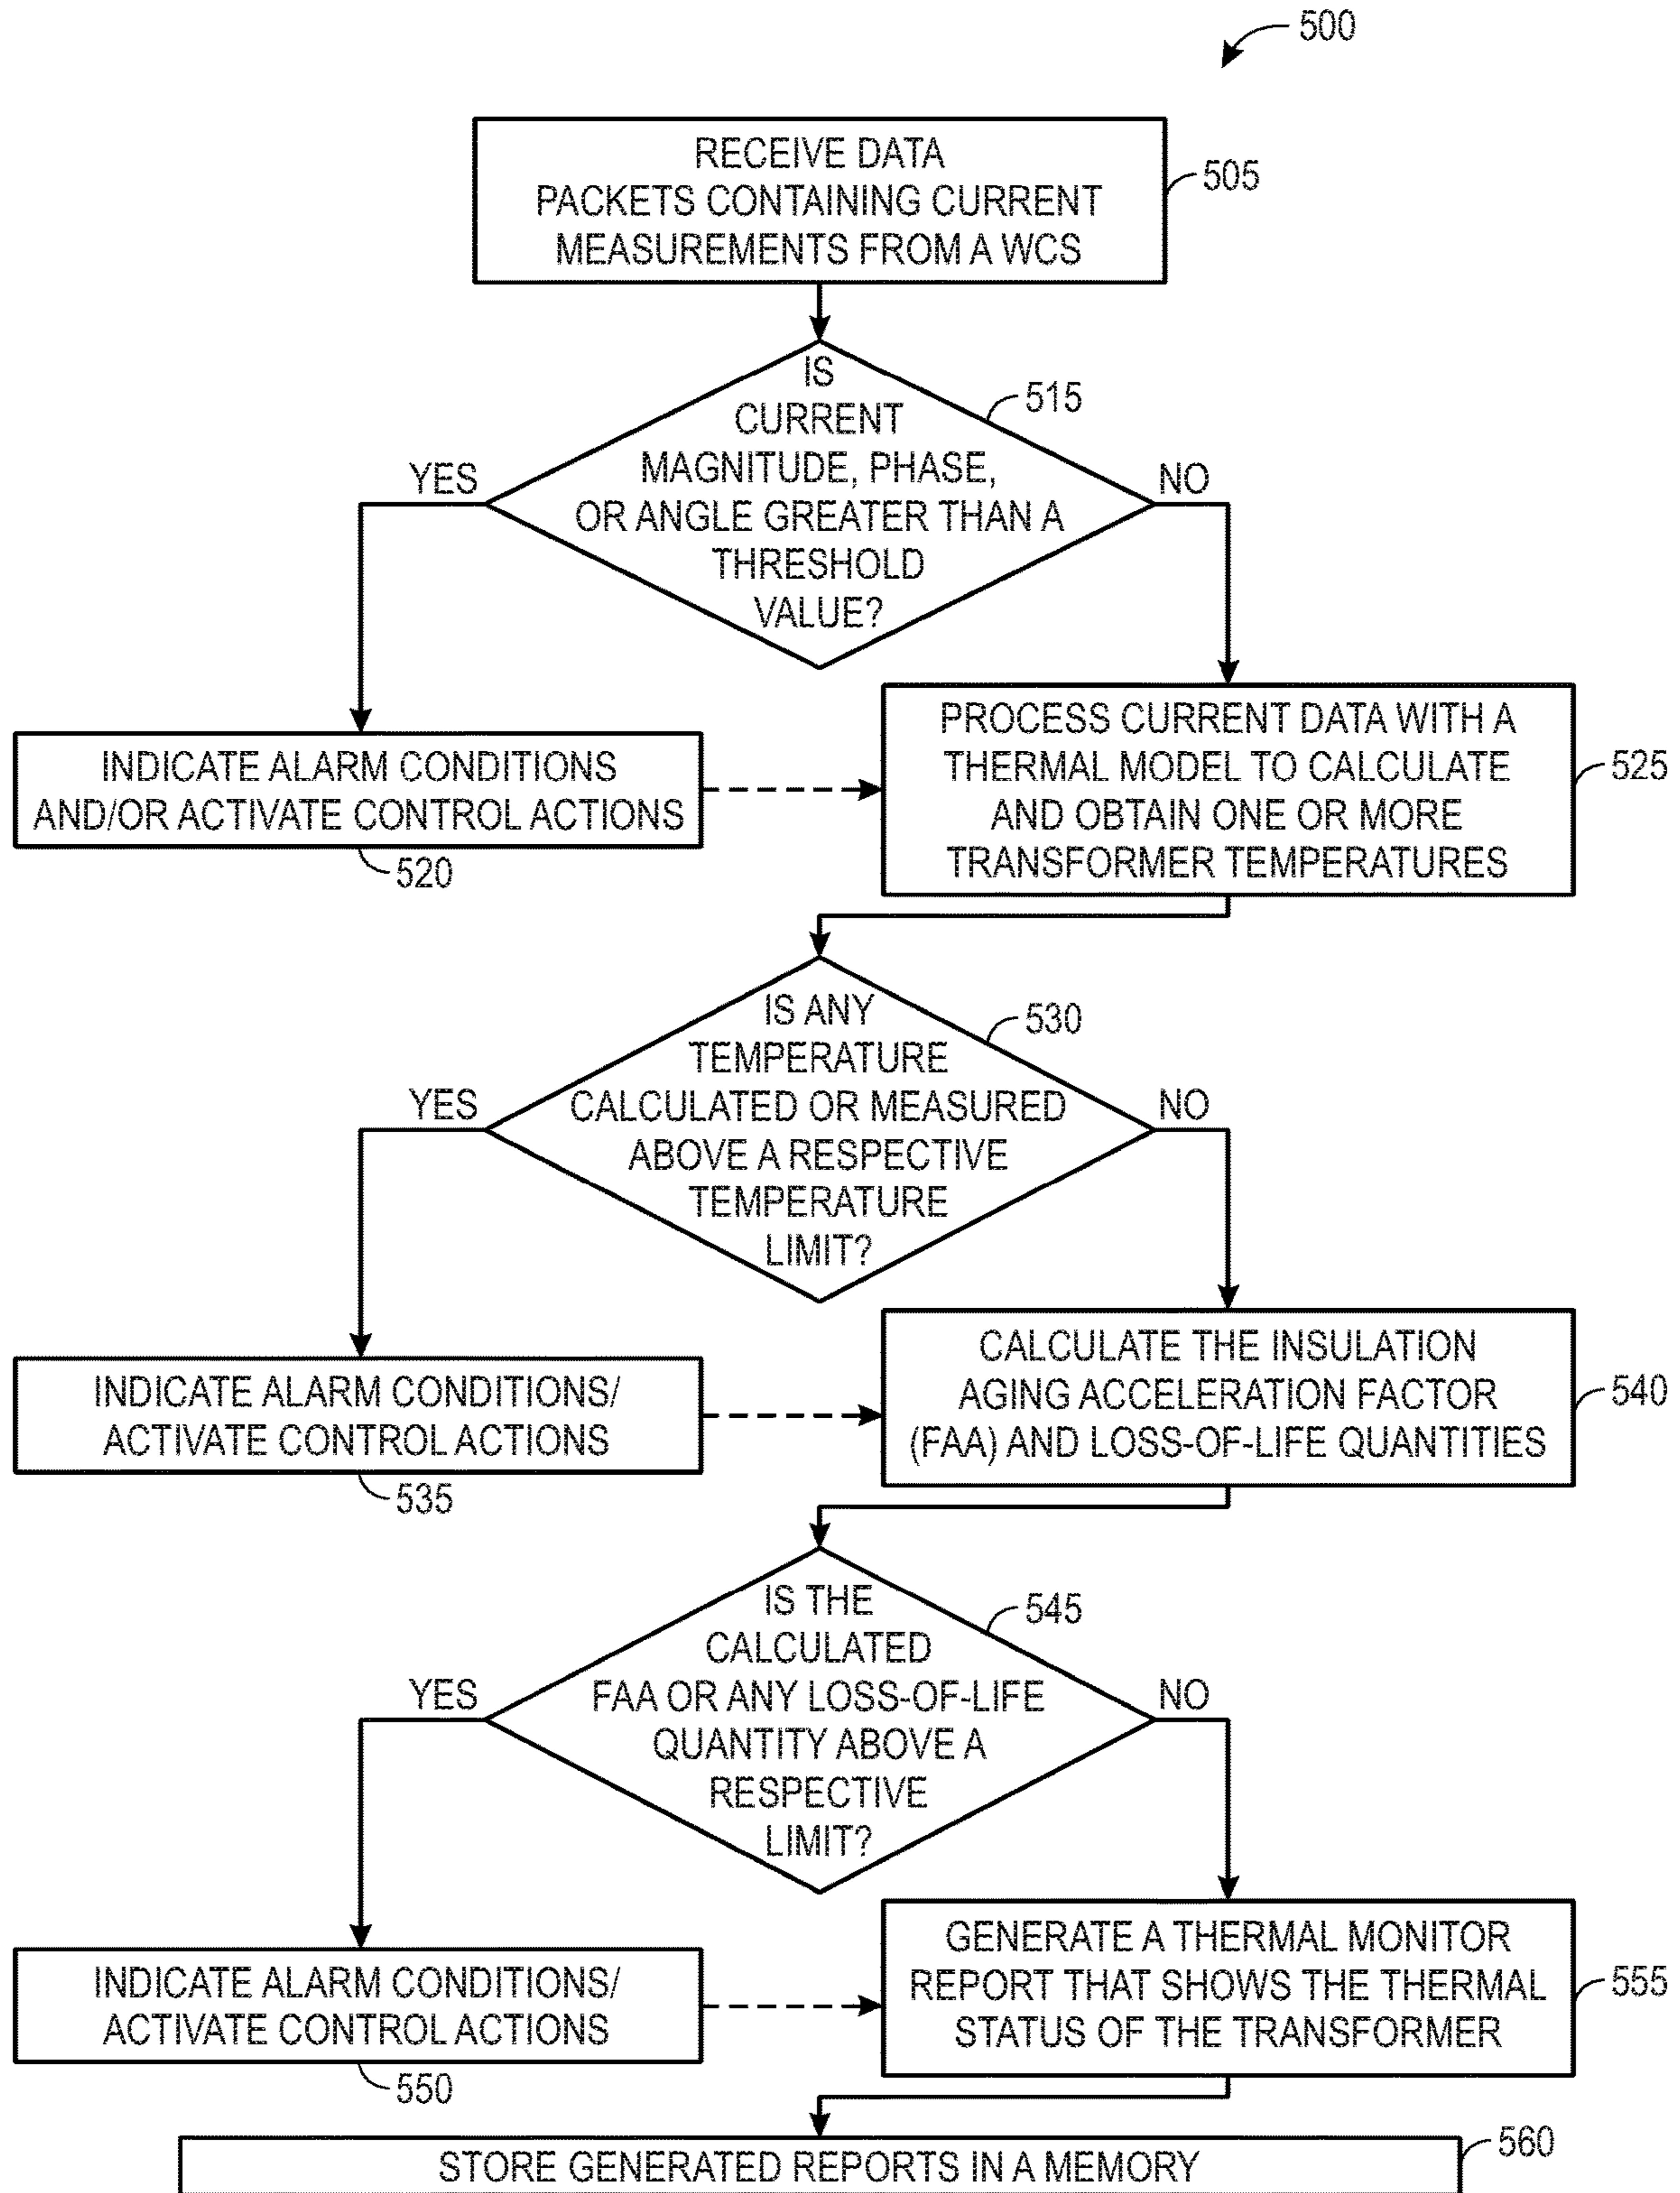 500
RECEIVE DATA
PACKETS CONTAINING CURRENT
MEASUREMENTS FROM A WCS
505
IS
CURRENT
MAGNITUDE, PHASE,
OR ANGLE GREATER THAN A
THRESHOLD
VALUE?
515
YES
NO
INDICATE ALARM CONDITIONS
AND/OR ACTIVATE CONTROL ACTIONS
520
PROCESS CURRENT DATA WITH A
THERMAL MODEL TO CALCULATE
AND OBTAIN ONE OR MORE
TRANSFORMER TEMPERATURES
525
IS ANY
TEMPERATURE
CALCULATED OR MEASURED
ABOVE A RESPECTIVE
TEMPERATURE
LIMIT?
530
YES
NO
INDICATE ALARM CONDITIONS/
ACTIVATE CONTROL ACTIONS
535
CALCULATE THE INSULATION
AGING ACCELERATION FACTOR
(FAA) AND LOSS-OF-LIFE QUANTITIES
540
IS THE
CALCULATED
FAA OR ANY LOSS-OF-LIFE
QUANTITY ABOVE A
RESPECTIVE
LIMIT?
545
YES
NO
INDICATE ALARM CONDITIONS/
ACTIVATE CONTROL ACTIONS
550
GENERATE A THERMAL MONITOR
REPORT THAT SHOWS THE THERMAL
STATUS OF THE TRANSFORMER
555
STORE GENERATED REPORTS IN A MEMORY
560